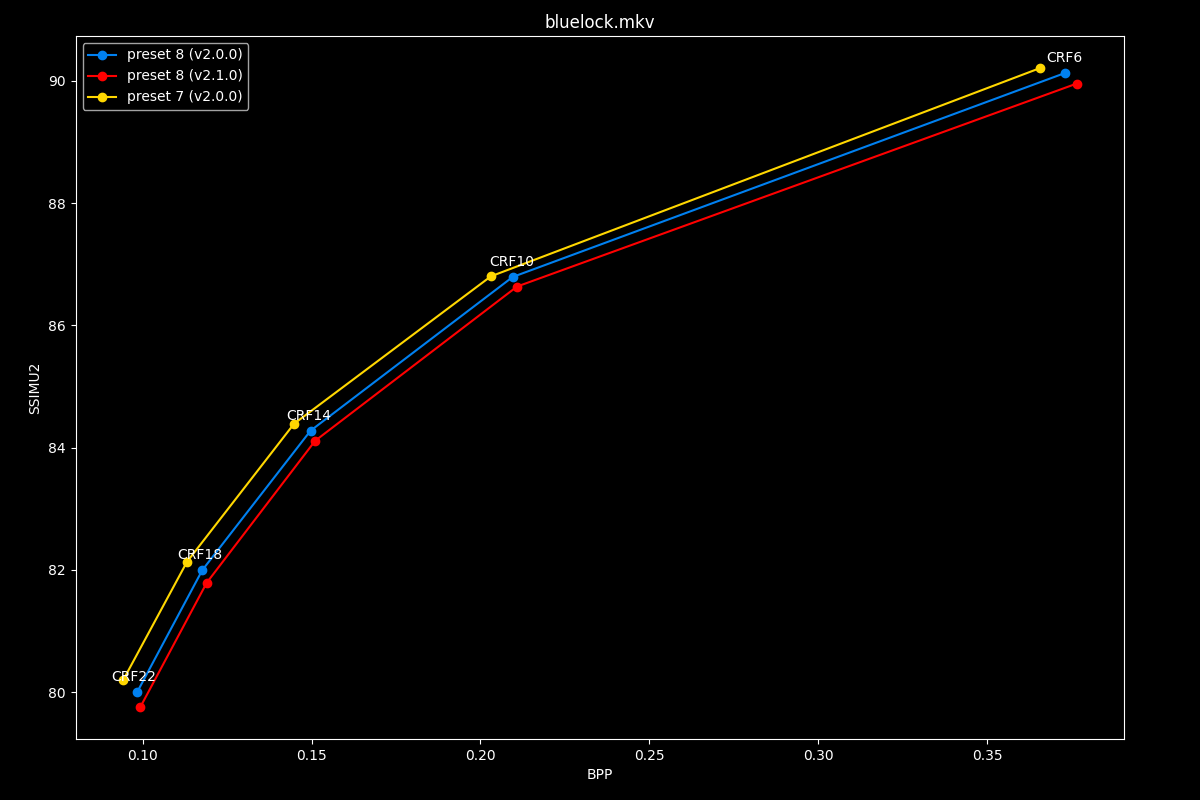 bluelock.mkv
preset 8 (v2.0.0)
preset 8 (v2.1.0)
preset 7 (v2.0.0)
CRF6
CRF10
CRF14
CRF18
CRF22
90
88
86
84
82
80
SSIMU2
0.10 0.15 0.20 0.25 0.30 0.35
BPP